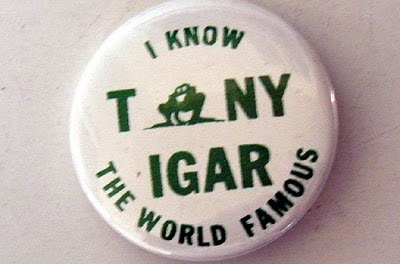 I KNOW
T NY
IGAR
THE WORLD FAMOUS